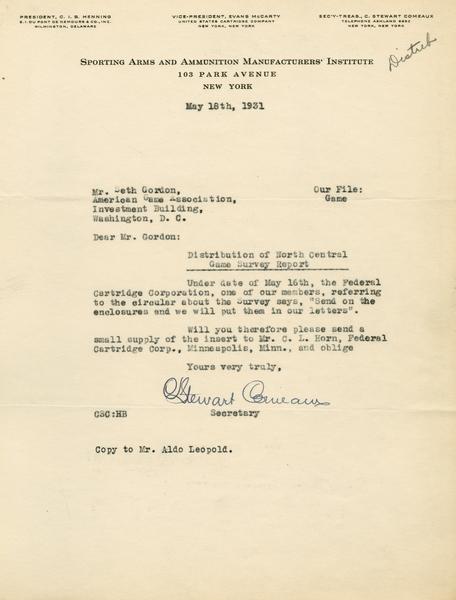 PRESIDENT, C. I. B. HENNING
E. I. DU PONT DE NEMOURS & CO., INC.
WILMINGTON, DELAWARE
VICE-PRESIDENT, EVANS McCARTY
UNITED STATES CARTRIDGE COMPANY
NEW YORK, NEW YORK
SEC'Y-TREAS., C. STEWART COMEAUX
TELEPHONE ASHLAND
NEW YORK, NEW YORK
Distrib
SPORTING ARMS AND AMMUNITION MANUFACTURERS' INSTITUTE
103 PARK AVENUE
NEW YORK
May 18th, 1931
Mr. Seth Gordon,
American Game Association,
Investment Building,
Washington, D. C.
Our File:
Game
Dear Mr. Gordon:
Distribution of North Central
Game Survey Report
Under date of May 16th, the Federal
Cartridge Corporation, one of our members, referring
to the circular about the Survey says, "Send on the
enclosures and we will put them in our letters".
Will you therefore please send a
small supply of the insert to Mr. C. L. Horn, Federal
Cartridge Corp., Minneapolis, Minn., and oblige
Yours very truly,
C Stewart Comeaux
CSC:HB
Secretary
Copy to Mr. Aldo Leopold.